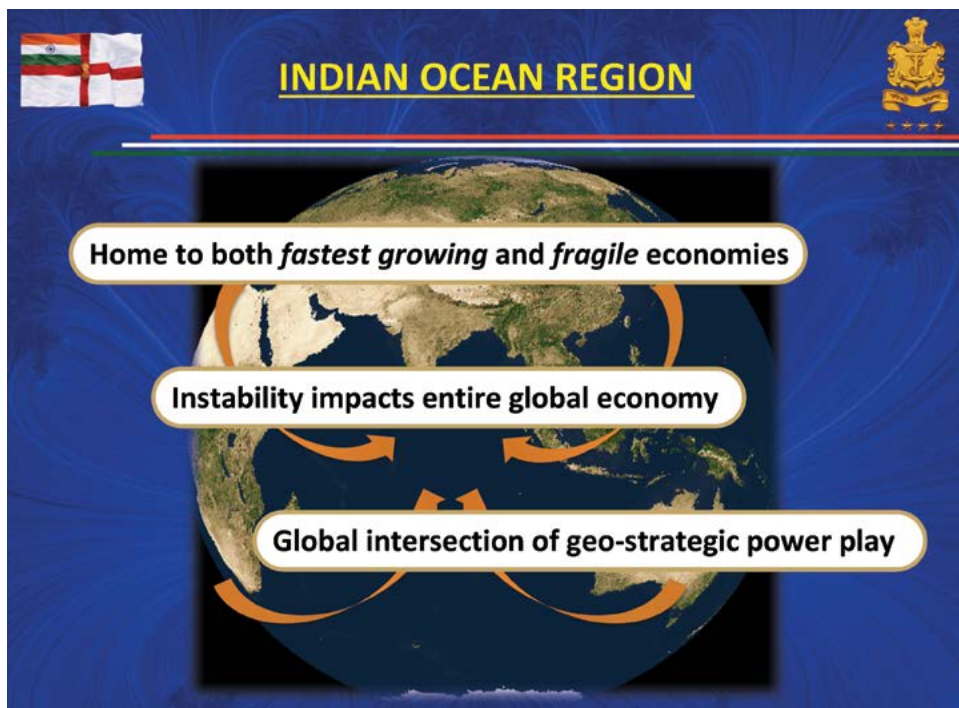 INDIAN OCEAN REGION
Home to both fastest growing and fragile economies
Instability impacts entire global economy
Global intersection of geo-strategic power play